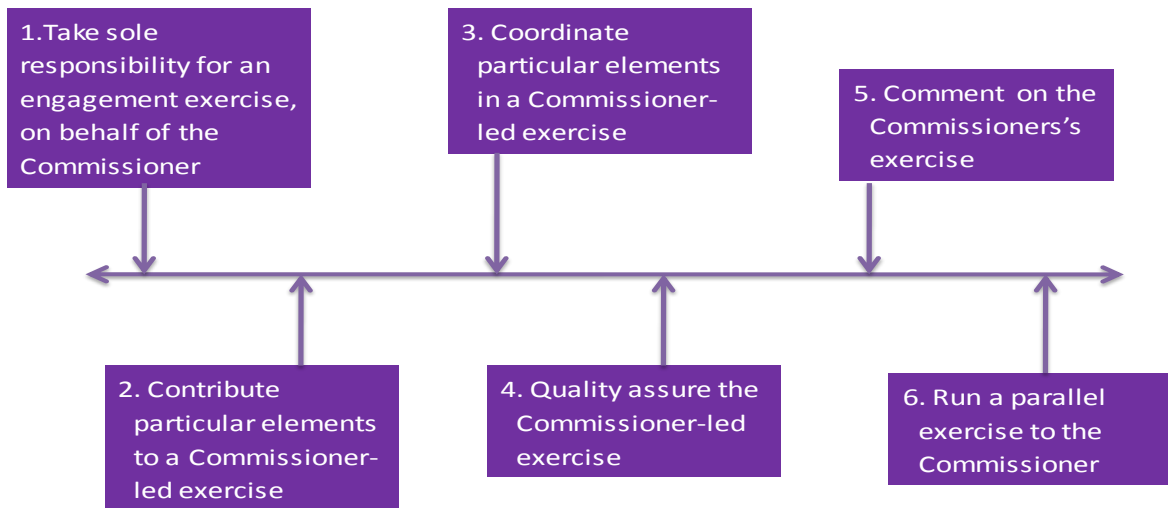 1.Take sole
responsibility for an
engagement exercise,
on behalf of the
Commissioner
2. Contribute
particular elements
to a Commissioner-
led exercise
3. Coordinate
particular elements
in a Commissioner-
led exercise
4. Quality assure the
Commissioner-led
exercise
5. Comment on the
Commissioners's
exercise
6. Run a parallel
exercise to the
Commissioner